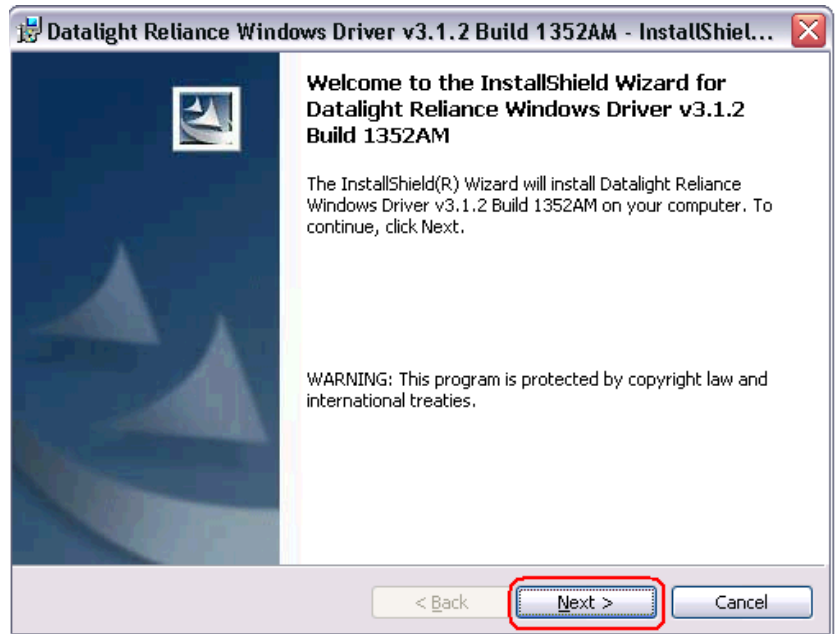 Datalight Reliance Windows Driver v3.1.2 Build 1352AM - InstallShiel...
Welcome to the InstallShield Wizard for
Datalight Reliance Windows Driver v3.1.2
Build 1352AM
The InstallShield(R) Wizard will install Datalight Reliance
Windows Driver v3.1.2 Build 1352AM on your computer. To
continue, click Next.
WARNING: This program is protected by copyright law and
international treaties.
< Back
Next >
Cancel